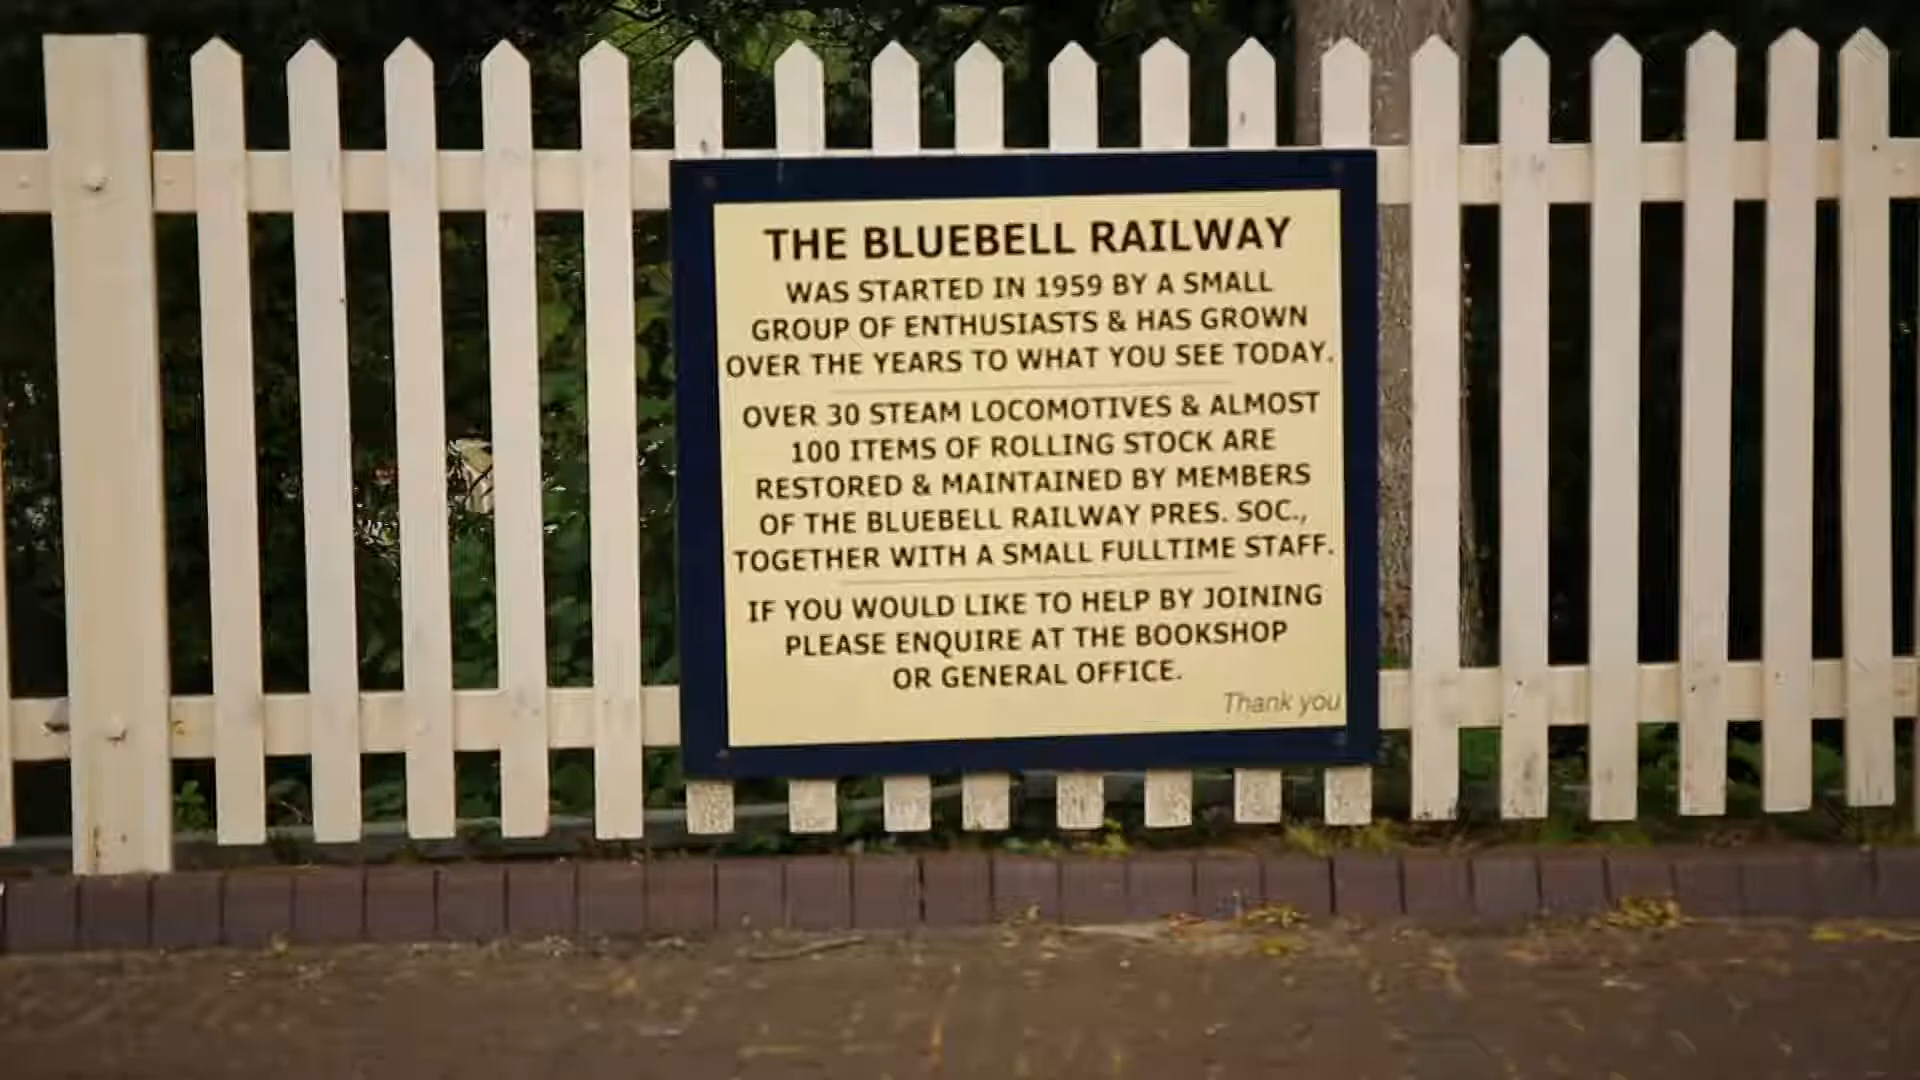 THE BLUEBELL RAILWAY
WAS STARTED IN 1959 BY A SMALL
GROUP OF ENTHUSIASTS & HAS GROWN
OVER THE YEARS TO WHAT YOU SEE TODAY.
OVER 30 STEAM LOCOMOTIVES & ALMOST
100 ITEMS OF ROLLING STOCK ARE
RESTORED & MAINTAINED BY MEMBERS
OF THE BLUEBELL RAILWAY PRES. SOC.,
TOGETHER WITH A SMALL FULLTIME STAFF.
IF YOU WOULD LIKE TO HELP BY JOINING
PLEASE ENQUIRE AT THE BOOKSHOP
OR GENERAL OFFICE.
Thank you